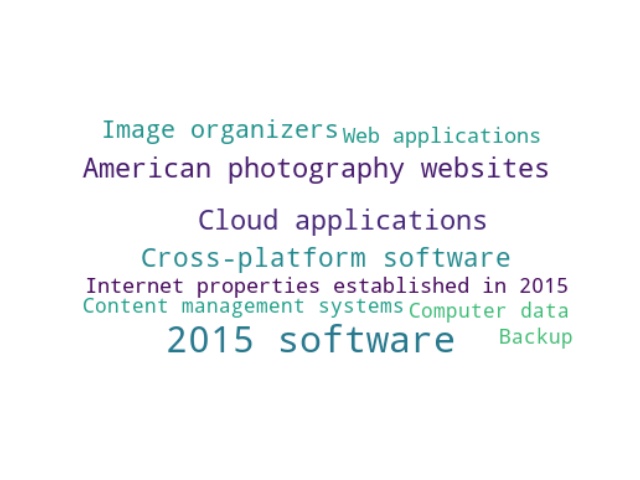 Image organizers
Web applications
American photography websites
Cloud applications
Cross-platform software
Internet properties established in 2015
Content management systems
Computer data
2015 software
Backup